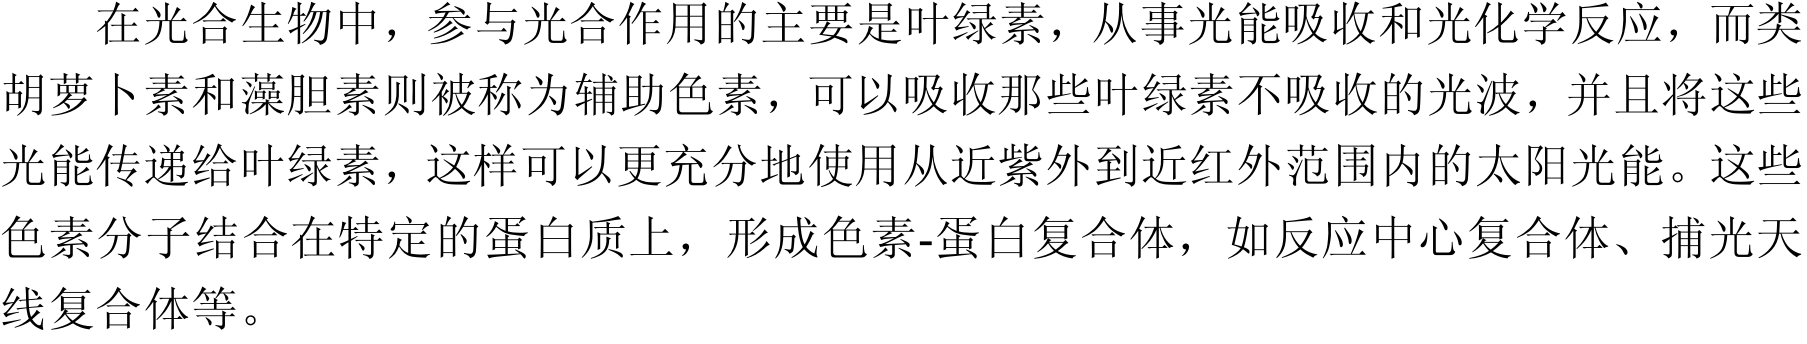 在光合生物中，参与光合作用的主要是叶绿素，从事光能吸收和光化学反应，而类
胡萝卜素和藻胆素则被称为辅助色素，可以吸收那些叶绿素不吸收的光波，并且将这些
光能传递给叶绿素，这样可以更充分地使用从近紫外到近红外范围内的太阳光能。这些
色素分子结合在特定的蛋白质上，形成色素-蛋白复合体，如反应中心复合体、捕光天
线复合体等。